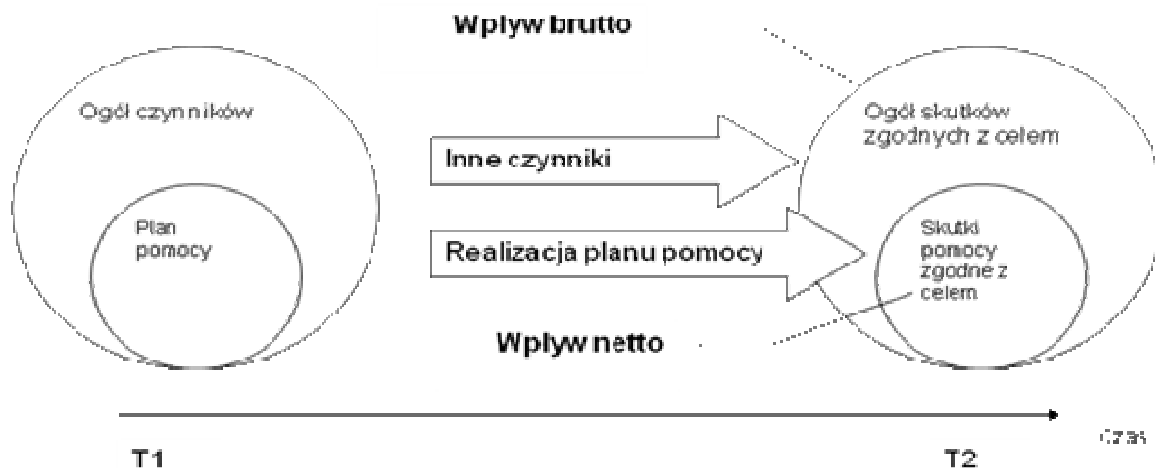 Wpływ brutto
Ogół czynników
Ogół skutków
zgodnych z celem
Inne czynniki
Plan
pomocy
Realizacja planu pomocy
Skutki
pomocy
zgodne z
celem
Wpływ netto
Czas
T1
T2